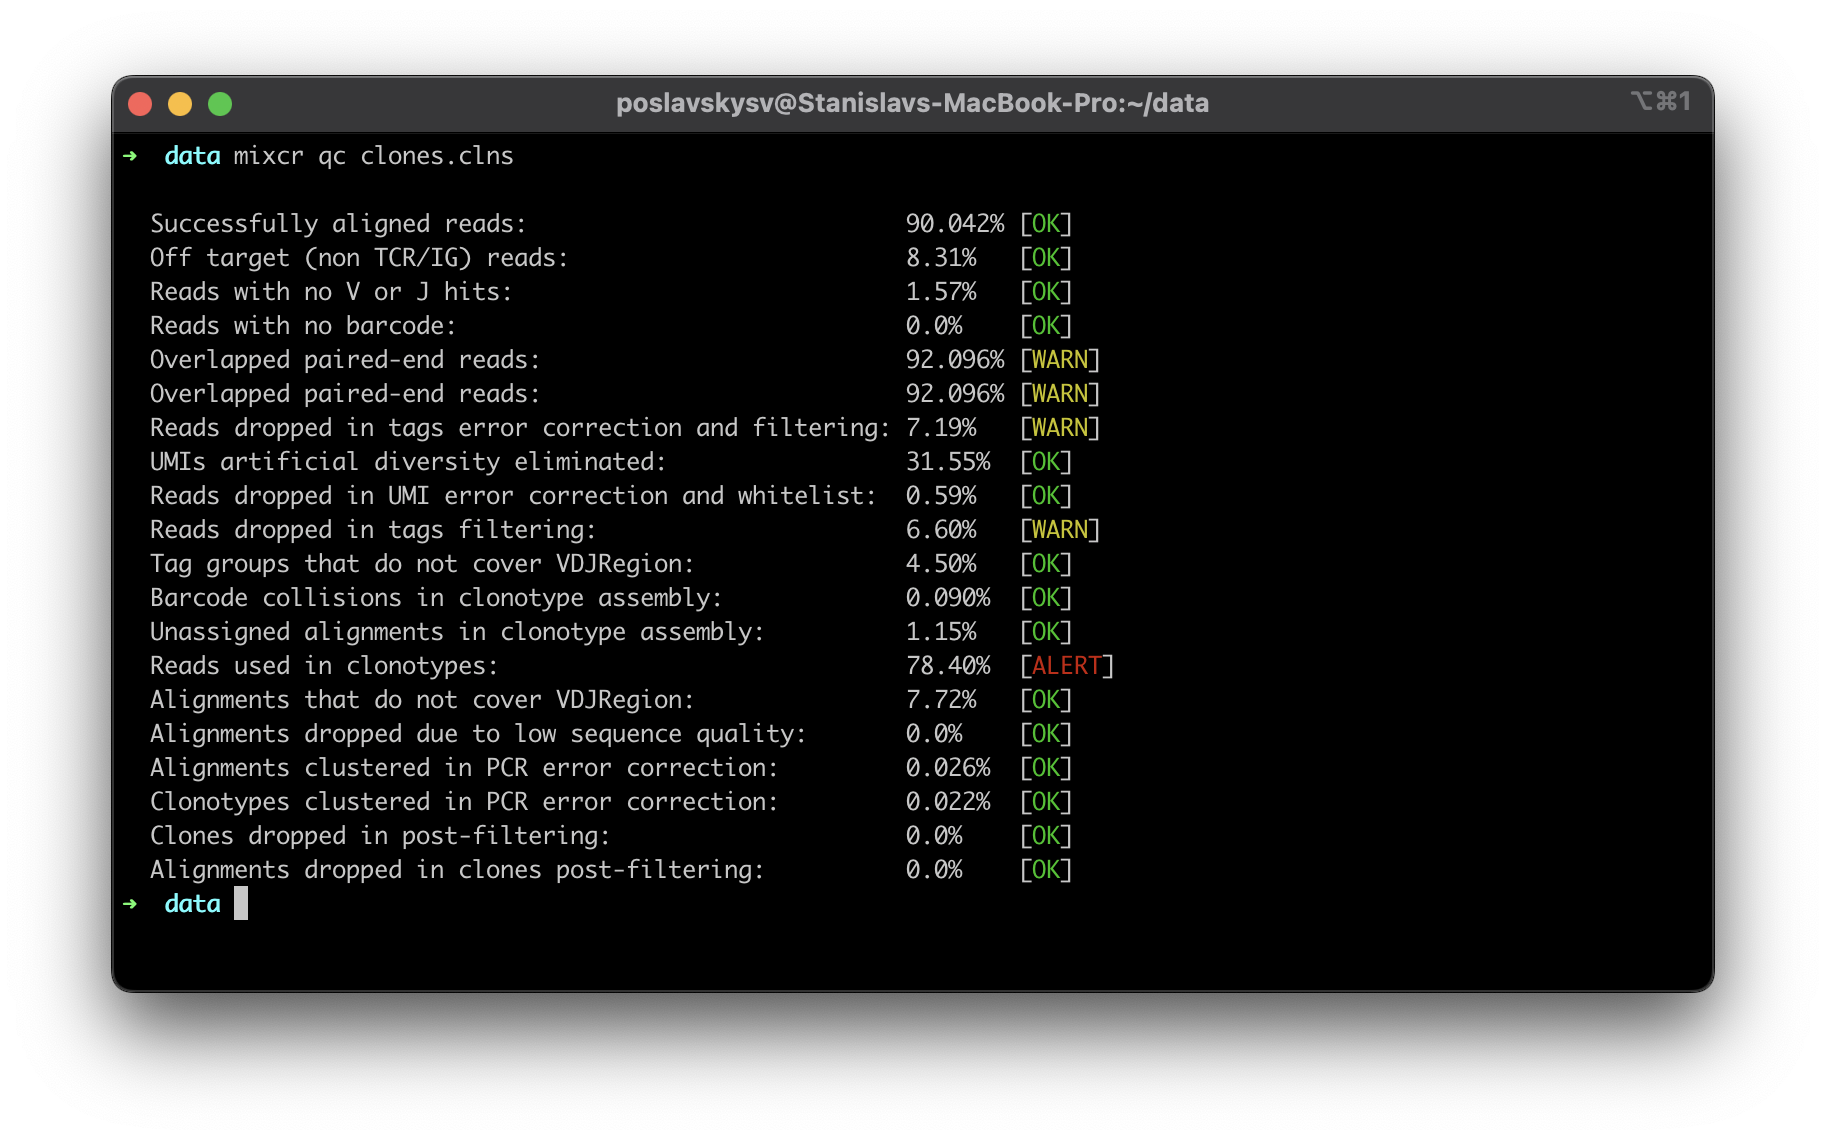 poslavskysv@Stanislavs-MacBook-Pro:~/data ⌥⌘1
➜ data mixcr qc clones.clns
Successfully aligned reads: 90.042% [OK]
Off target (non TCR/IG) reads: 8.31% [OK]
Reads with no V or J hits: 1.57% [OK]
Reads with no barcode: 0.0% [OK]
Overlapped paired-end reads: 92.096% [WARN]
Overlapped paired-end reads: 92.096% [WARN]
Reads dropped in tags error correction and filtering: 7.19% [WARN]
UMIs artificial diversity eliminated: 31.55% [OK]
Reads dropped in UMI error correction and whitelist: 0.59% [OK]
Reads dropped in tags filtering: 6.60% [WARN]
Tag groups that do not cover VDJRegion: 4.50% [OK]
Barcode collisions in clonotype assembly: 0.090% [OK]
Unassigned alignments in clonotype assembly: 1.15% [OK]
Reads used in clonotypes: 78.40% [ALERT]
Alignments that do not cover VDJRegion: 7.72% [OK]
Alignments dropped due to low sequence quality: 0.0% [OK]
Alignments clustered in PCR error correction: 0.026% [OK]
Clonotypes clustered in PCR error correction: 0.022% [OK]
Clones dropped in post-filtering: 0.0% [OK]
Alignments dropped in clones post-filtering: 0.0% [OK]
➜ data